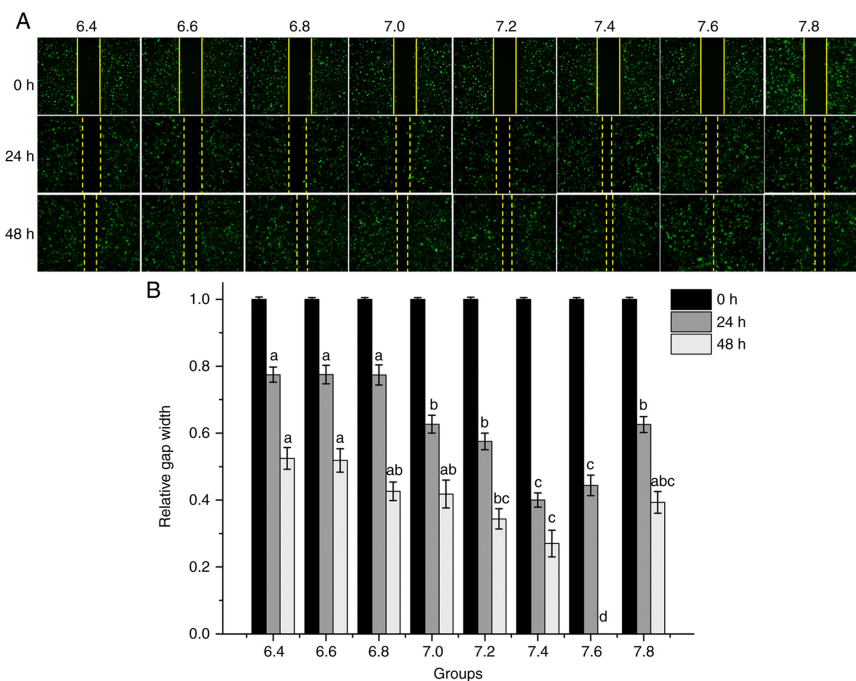 A
6.4 6.6 6.8 7.0 7.2 7.4 7.6 7.8
0 h
24 h
48 h
B
1.0
0.8
0.6
0.4
0.2
0.0
Relative gap width
a a a b b c c b
a a ab ab bc c d abc
0 h
24 h
48 h
6.4 6.6 6.8 7.0 7.2 7.4 7.6 7.8
Groups